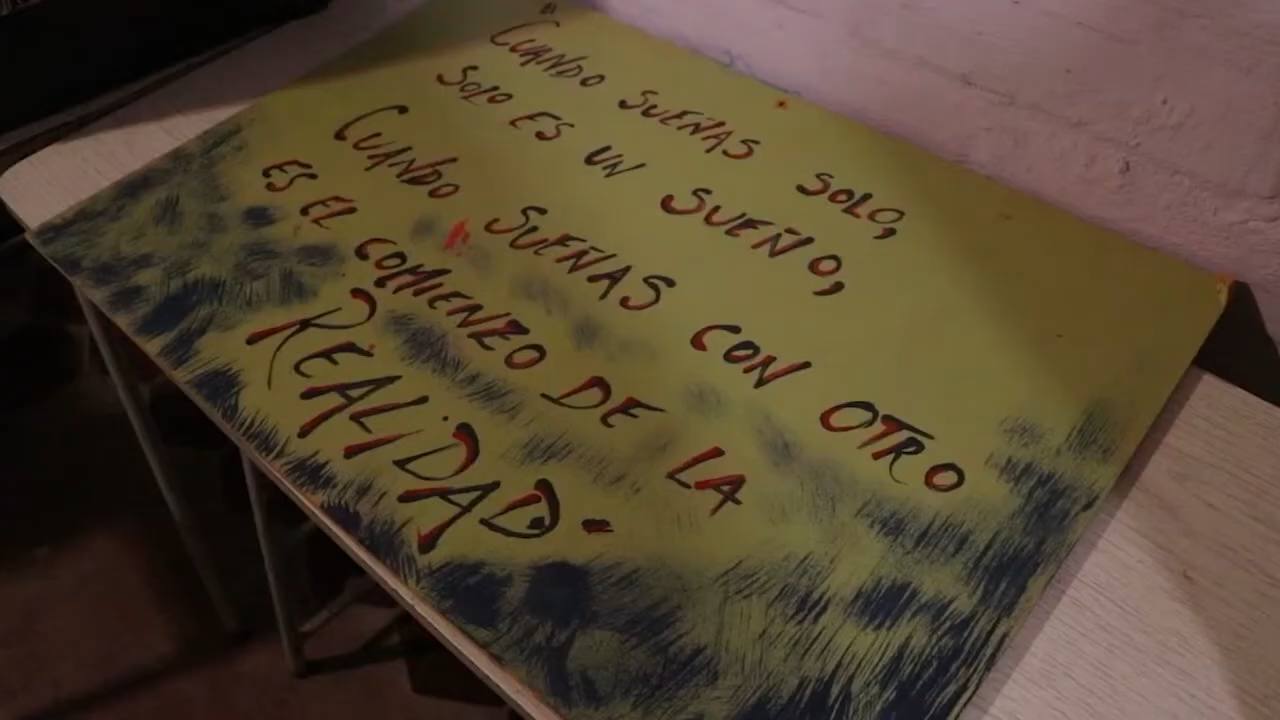 "CUANDO SUEÑAS SOLO,
SOLO ES UN SUEÑO,
CUANDO SUEÑAS CON OTRO
ES EL COMIENZO DE LA
REALIDAD."